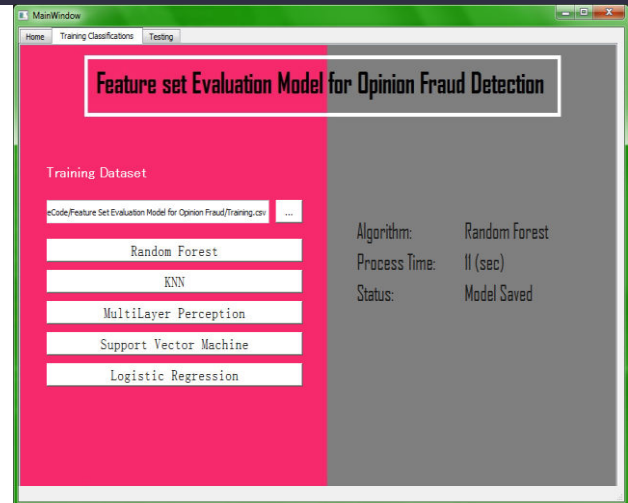 MainWindow
Home Training Classifications Testing
Feature set Evaluation Model for Opinion Fraud Detection
Training Dataset
eCode/Feature Set Evaluation Model for Opinion Fraud/Training.csv ...
Random Forest
KNN
MultiLayer Perception
Support Vector Machine
Logistic Regression
Algorithm: Random Forest
Process Time: 11 (sec)
Status: Model Saved